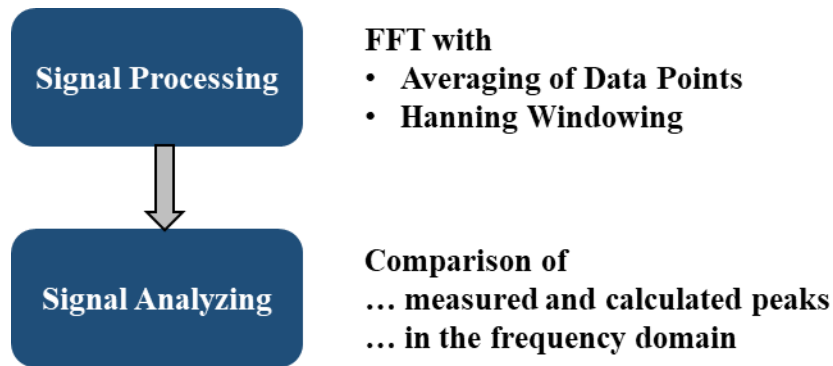 Signal Processing
FFT with
• Averaging of Data Points
• Hanning Windowing
Signal Analyzing
Comparison of
… measured and calculated peaks
… in the frequency domain